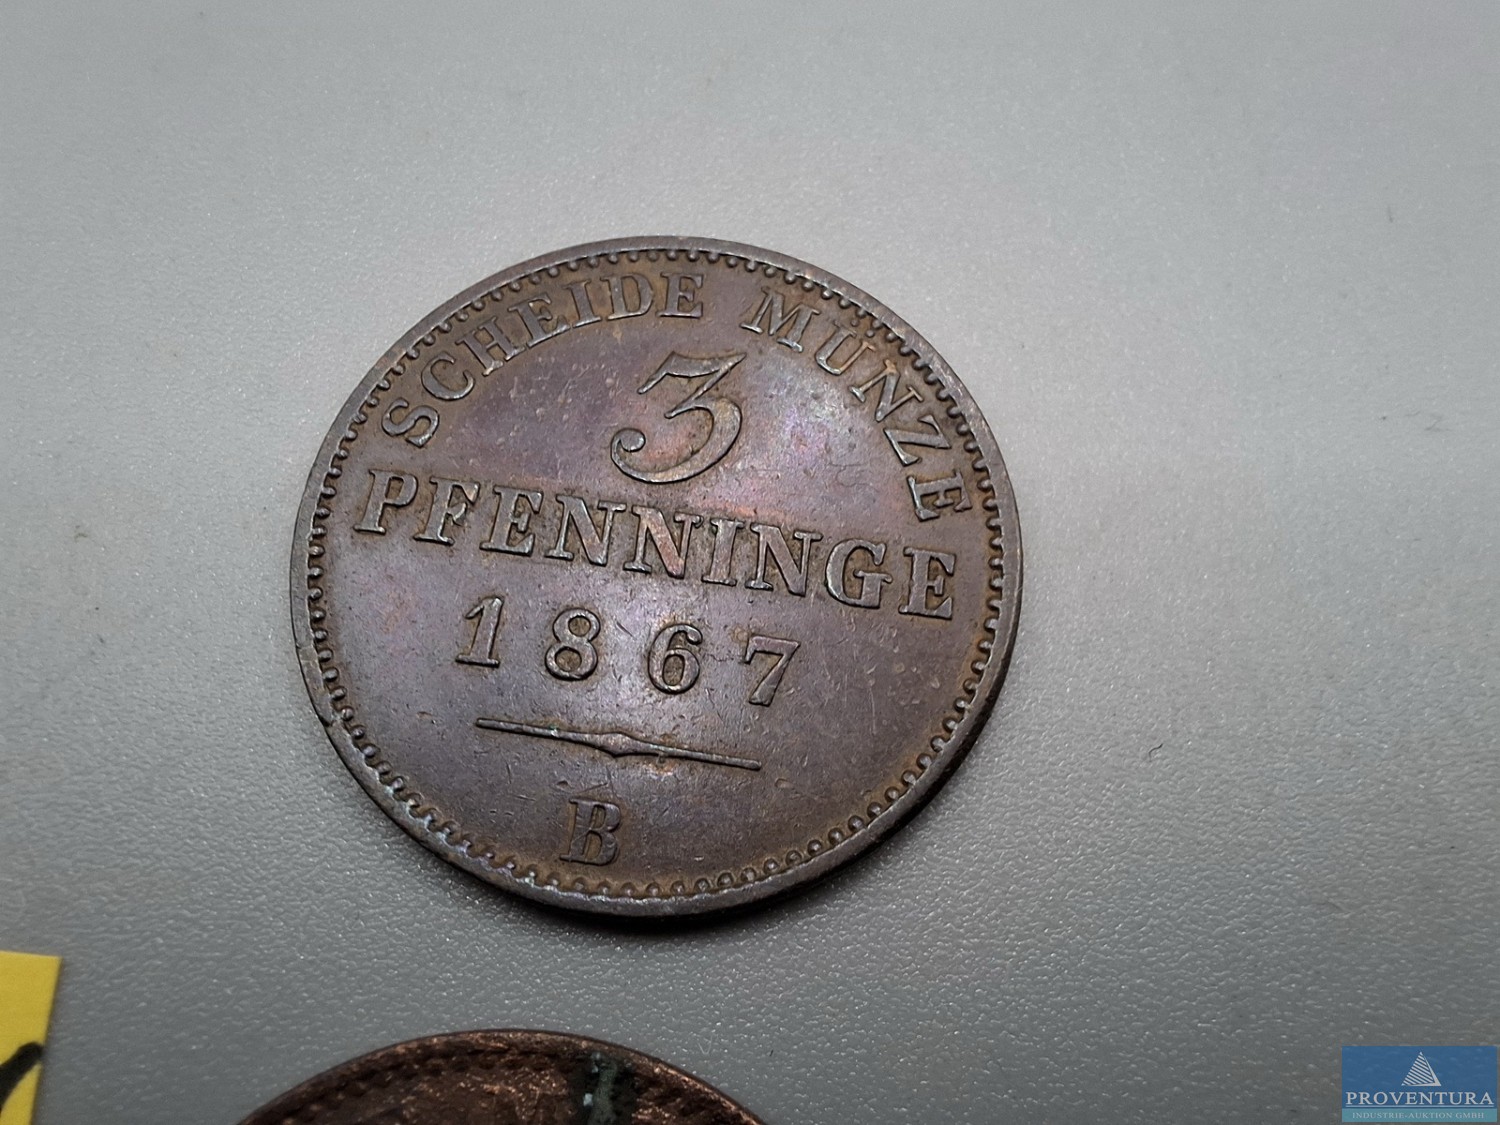 SCHEIDE MÜNZE
3
PFENNINGE
1867
B
PROVENTURA
INDUSTRIE-AUKTION GMBH